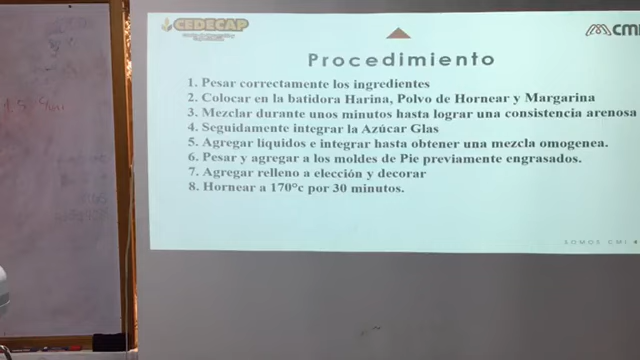 CEDECAP
CMI
Procedimiento
1. Pesar correctamente los ingredientes
2. Colocar en la batidora Harina, Polvo de Hornear y Margarina
3. Mezclar durante unos minutos hasta lograr una consistencia arenosa
4. Seguidamente integrar la Azúcar Glas
5. Agregar líquidos e integrar hasta obtener una mezcla omogenea.
6. Pesar y agregar a los moldes de Pie previamente engrasados.
7. Agregar relleno a elección y decorar
8. Hornear a 170°c por 30 minutos.
SOMOS CMI 4